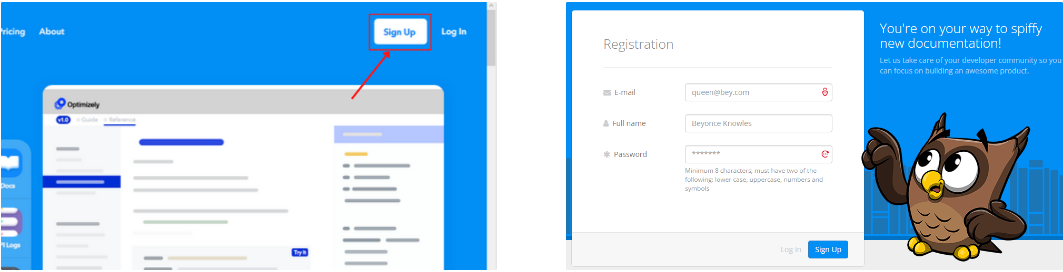 Pricing
About
Sign Up
Log In
Optimizely
v1.0
Guide
Reference
Docs
API Logs
Try It
Registration
E-mail
queen@bey.com
Full name
Beyonce Knowles
Password
*******
Minimum 8 characters; must have two of the
following: lower case, uppercase, numbers and
symbols
Log In
Sign Up
You're on your way to spiffy
new documentation!
Let us take care of your developer community so you
can focus on building an awesome product.